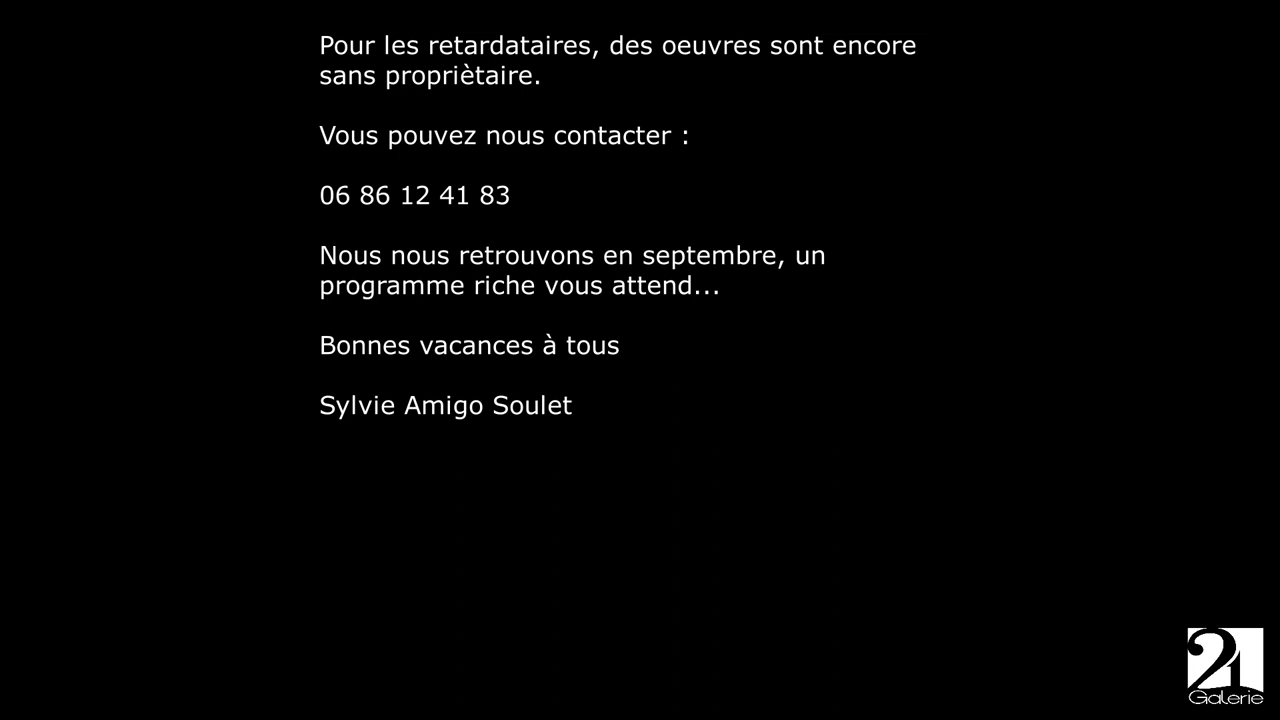 Pour les retardataires, des oeuvres sont encore
sans propriètaire.
Vous pouvez nous contacter :
06 86 12 41 83
Nous nous retrouvons en septembre, un
programme riche vous attend...
Bonnes vacances à tous
Sylvie Amigo Soulet
21
Galerie